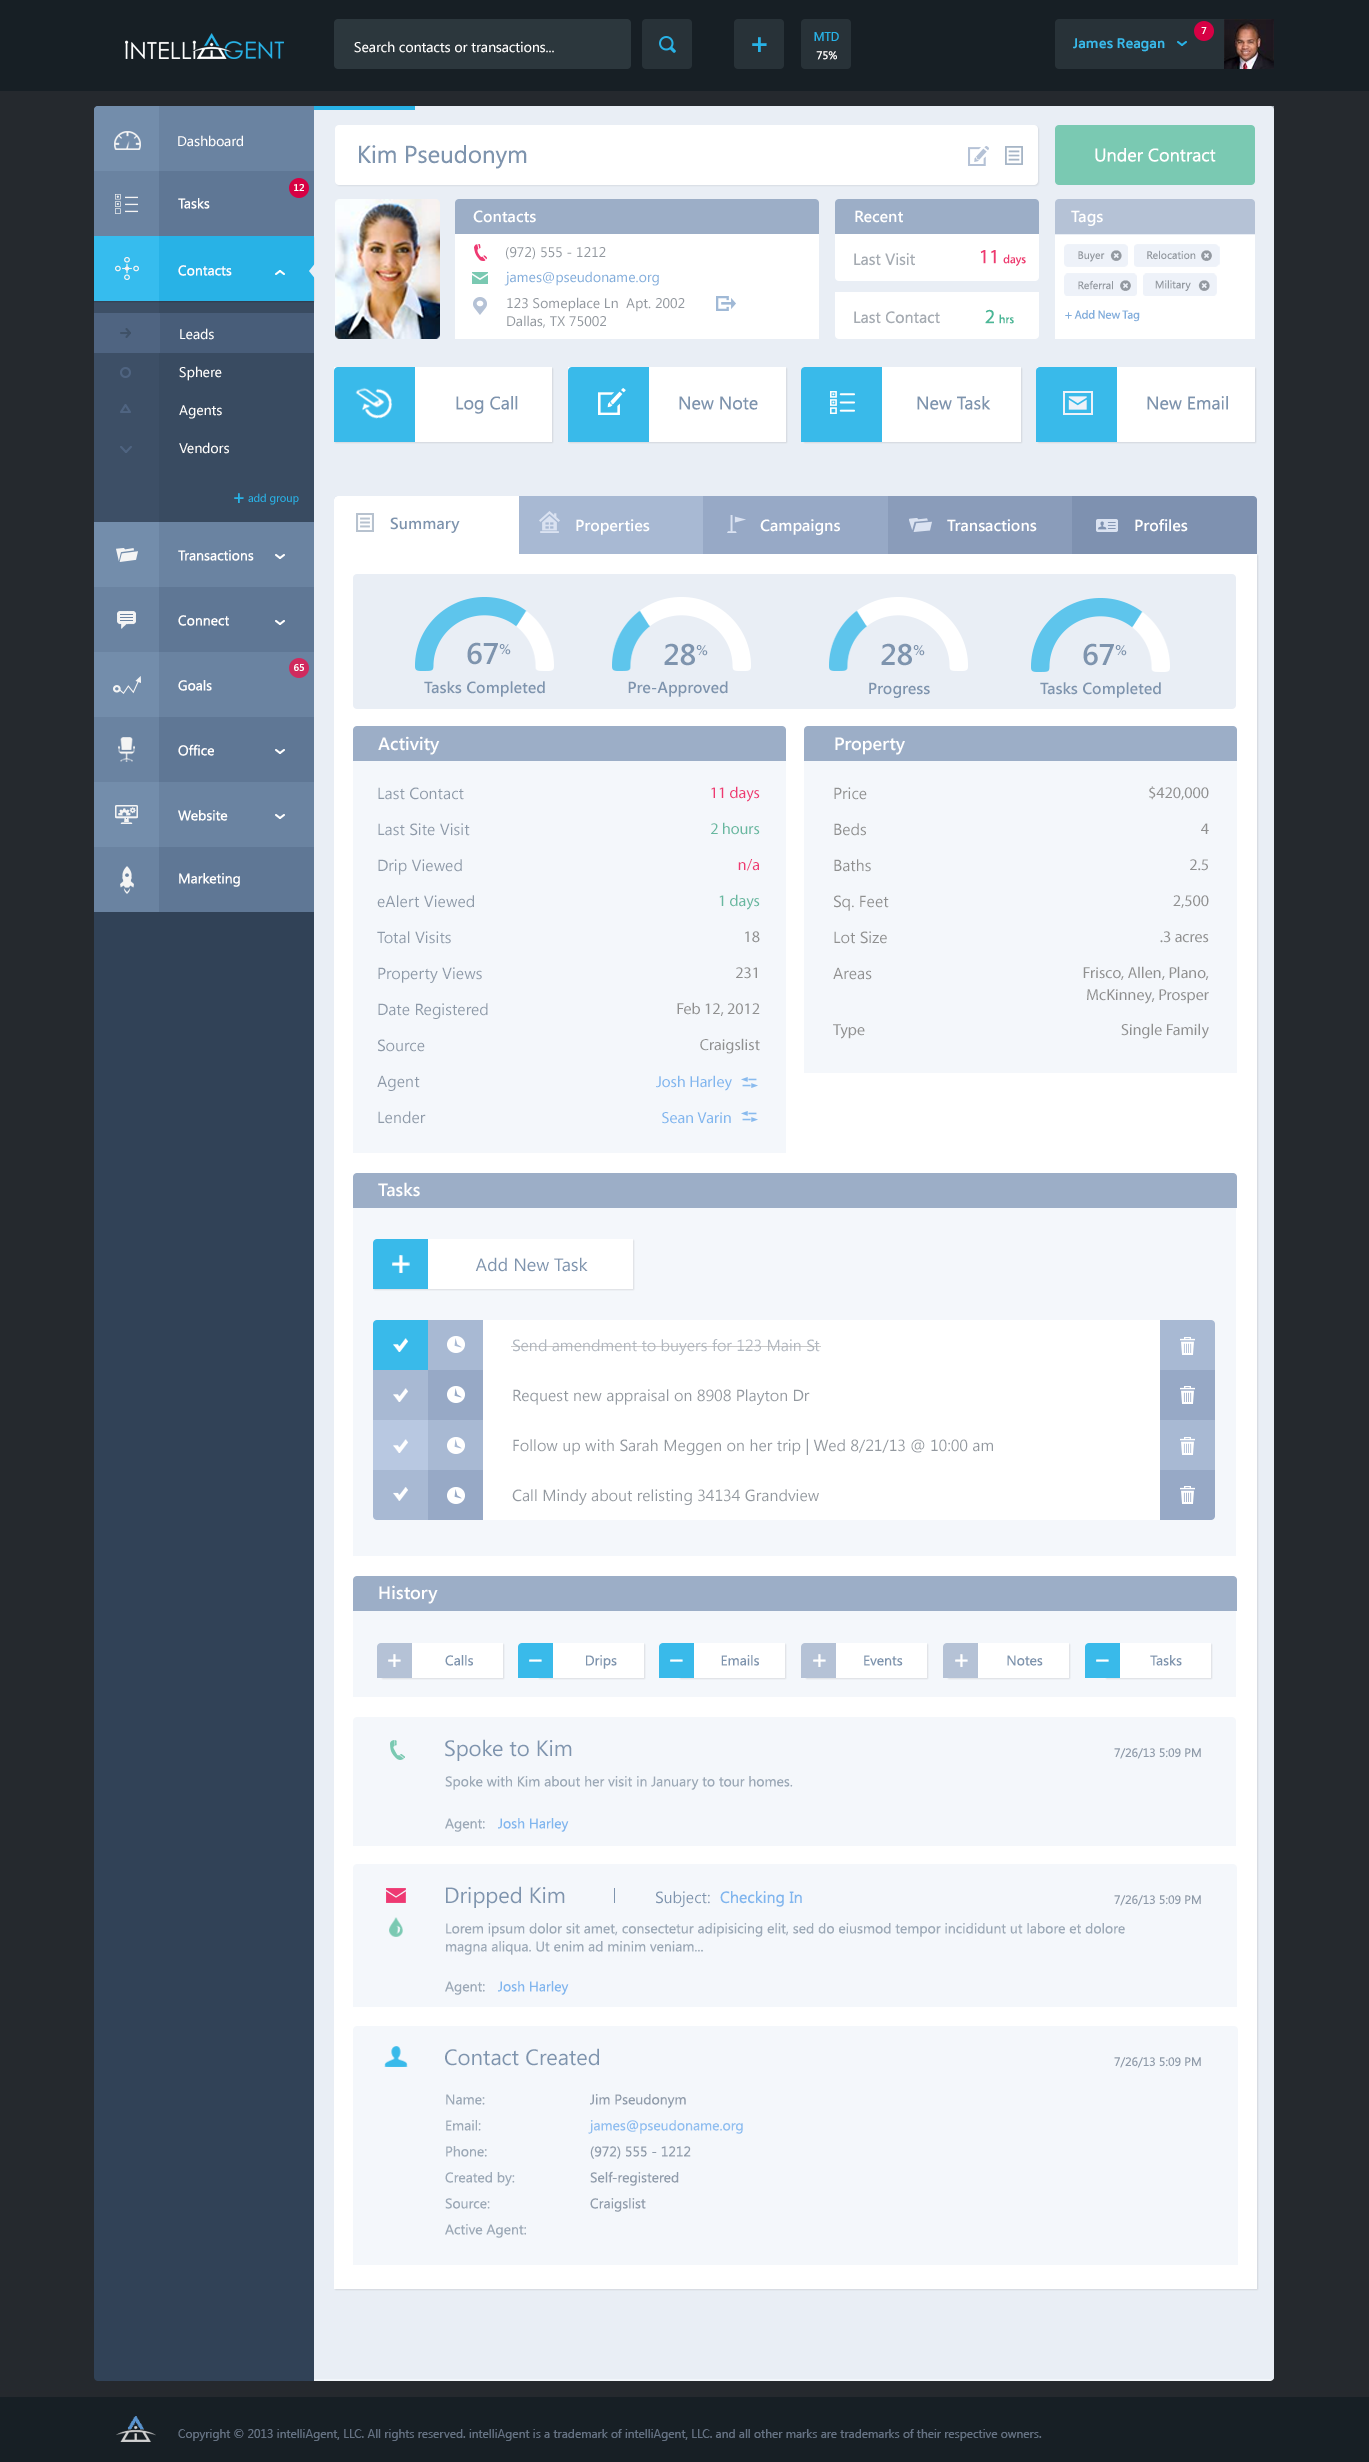 INTELLIAGENT
Search contacts or transactions...
MTD
75%
James Reagan
7
Dashboard
Tasks
12
Contacts
Leads
Sphere
Agents
Vendors
+ add group
Transactions
Connect
Goals
65
Office
Website
Marketing
Kim Pseudonym
Under Contract
Contacts
(972) 555 - 1212
james@pseudoname.org
123 Someplace Ln Apt. 2002
Dallas, TX 75002
Recent
Last Visit 11 days
Last Contact 2 hrs
Tags
Buyer Relocation
Referral Military
+ Add New Tag
Log Call
New Note
New Task
New Email
Summary
Properties
Campaigns
Transactions
Profiles
67%
Tasks Completed
28%
Pre-Approved
28%
Progress
67%
Tasks Completed
Activity
Last Contact 11 days
Last Site Visit 2 hours
Drip Viewed n/a
eAlert Viewed 1 days
Total Visits 18
Property Views 231
Date Registered Feb 12, 2012
Source Craigslist
Agent Josh Harley
Lender Sean Varin
Property
Price $420,000
Beds 4
Baths 2.5
Sq. Feet 2,500
Lot Size .3 acres
Areas Frisco, Allen, Plano,
McKinney, Prosper
Type Single Family
Tasks
Add New Task
Send amendment to buyers for 123 Main St
Request new appraisal on 8908 Playton Dr
Follow up with Sarah Meggen on her trip | Wed 8/21/13 @ 10:00 am
Call Mindy about relisting 34134 Grandview
History
Calls
Drips
Emails
Events
Notes
Tasks
Spoke to Kim 7/26/13 5:09 PM
Spoke with Kim about her visit in January to tour homes.
Agent: Josh Harley
Dripped Kim | Subject: Checking In 7/26/13 5:09 PM
Lorem ipsum dolor sit amet, consectetur adipisicing elit, sed do eiusmod tempor incididunt ut labore et dolore
magna aliqua. Ut enim ad minim veniam...
Agent: Josh Harley
Contact Created 7/26/13 5:09 PM
Name: Jim Pseudonym
Email: james@pseudoname.org
Phone: (972) 555 - 1212
Created by: Self-registered
Source: Craigslist
Active Agent:
Copyright © 2013 intelliAgent, LLC. All rights reserved. intelliAgent is a trademark of intelliAgent, LLC. and all other marks are trademarks of their respective owners.